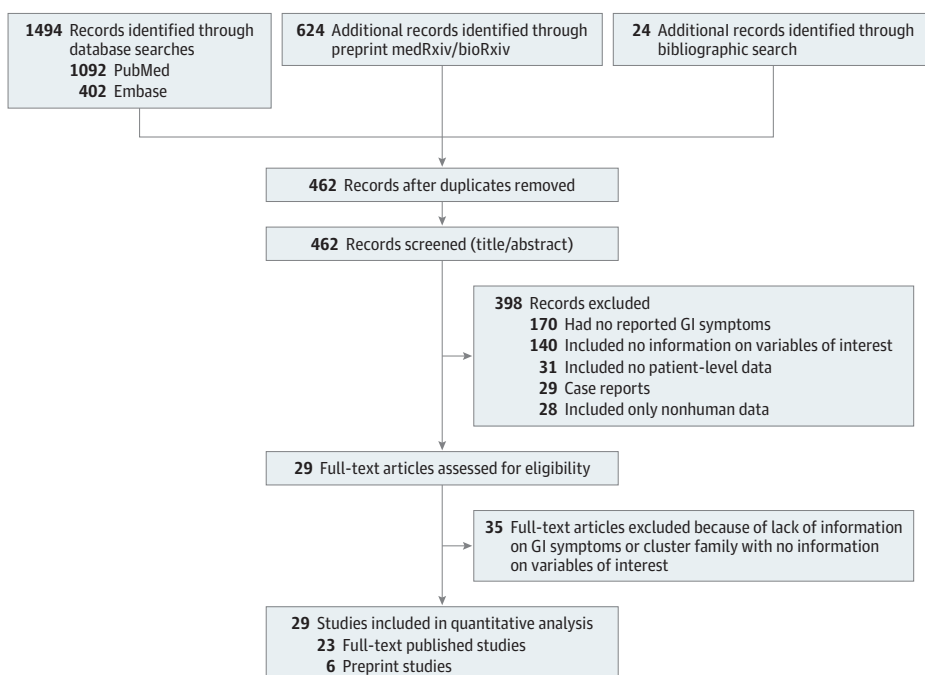 1494 Records identified through
database searches
1092 PubMed
402 Embase
624 Additional records identified through
preprint medRxiv/bioRxiv
24 Additional records identified through
bibliographic search
462 Records after duplicates removed
462 Records screened (title/abstract)
398 Records excluded
170 Had no reported GI symptoms
140 Included no information on variables of interest
31 Included no patient-level data
29 Case reports
28 Included only nonhuman data
29 Full-text articles assessed for eligibility
35 Full-text articles excluded because of lack of information
on GI symptoms or cluster family with no information
on variables of interest
29 Studies included in quantitative analysis
23 Full-text published studies
6 Preprint studies